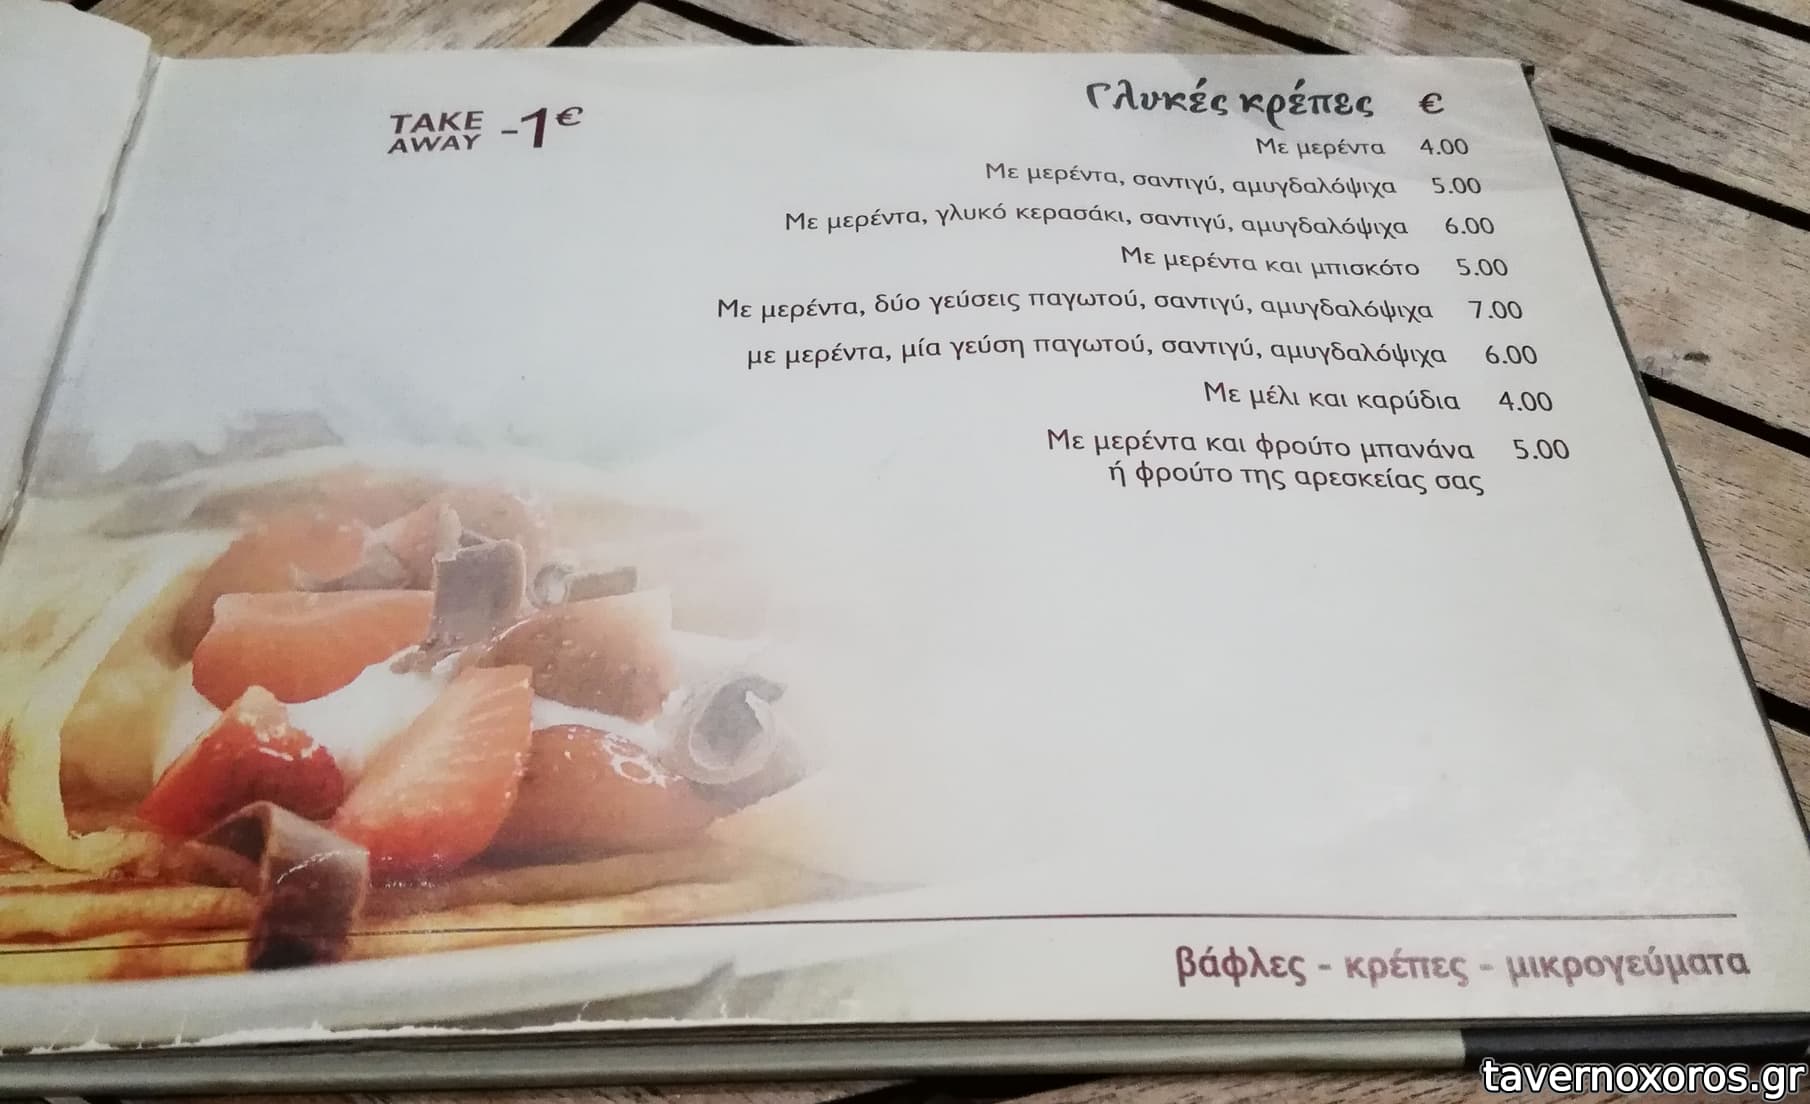 TAKE AWAY -1€
Γλυκές κρέπες €
Με μερέντα 4.00
Με μερέντα, σαντιγύ, αμυγδαλόψιχα 5.00
Με μερέντα, γλυκό κερασάκι, σαντιγύ, αμυγδαλόψιχα 6.00
Με μερέντα και μπισκότο 5.00
Με μερέντα, δύο γεύσεις παγωτού, σαντιγύ, αμυγδαλόψιχα 7.00
με μερέντα, μία γεύση παγωτού, σαντιγύ, αμυγδαλόψιχα 6.00
Με μέλι και καρύδια 4.00
Με μερέντα και φρούτο μπανάνα 5.00
ή φρούτο της αρεσκείας σας
βάφλες - κρέπες - μικρογεύματα
tavernoxoros.gr